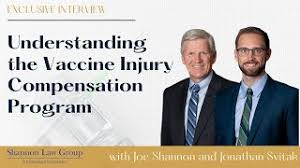 EXCLUSIVE INTERVIEW
Understanding
the Vaccine Injury
Compensation
Program
Shannon Law Group
with Joe Shannon and Jonathan Svitak